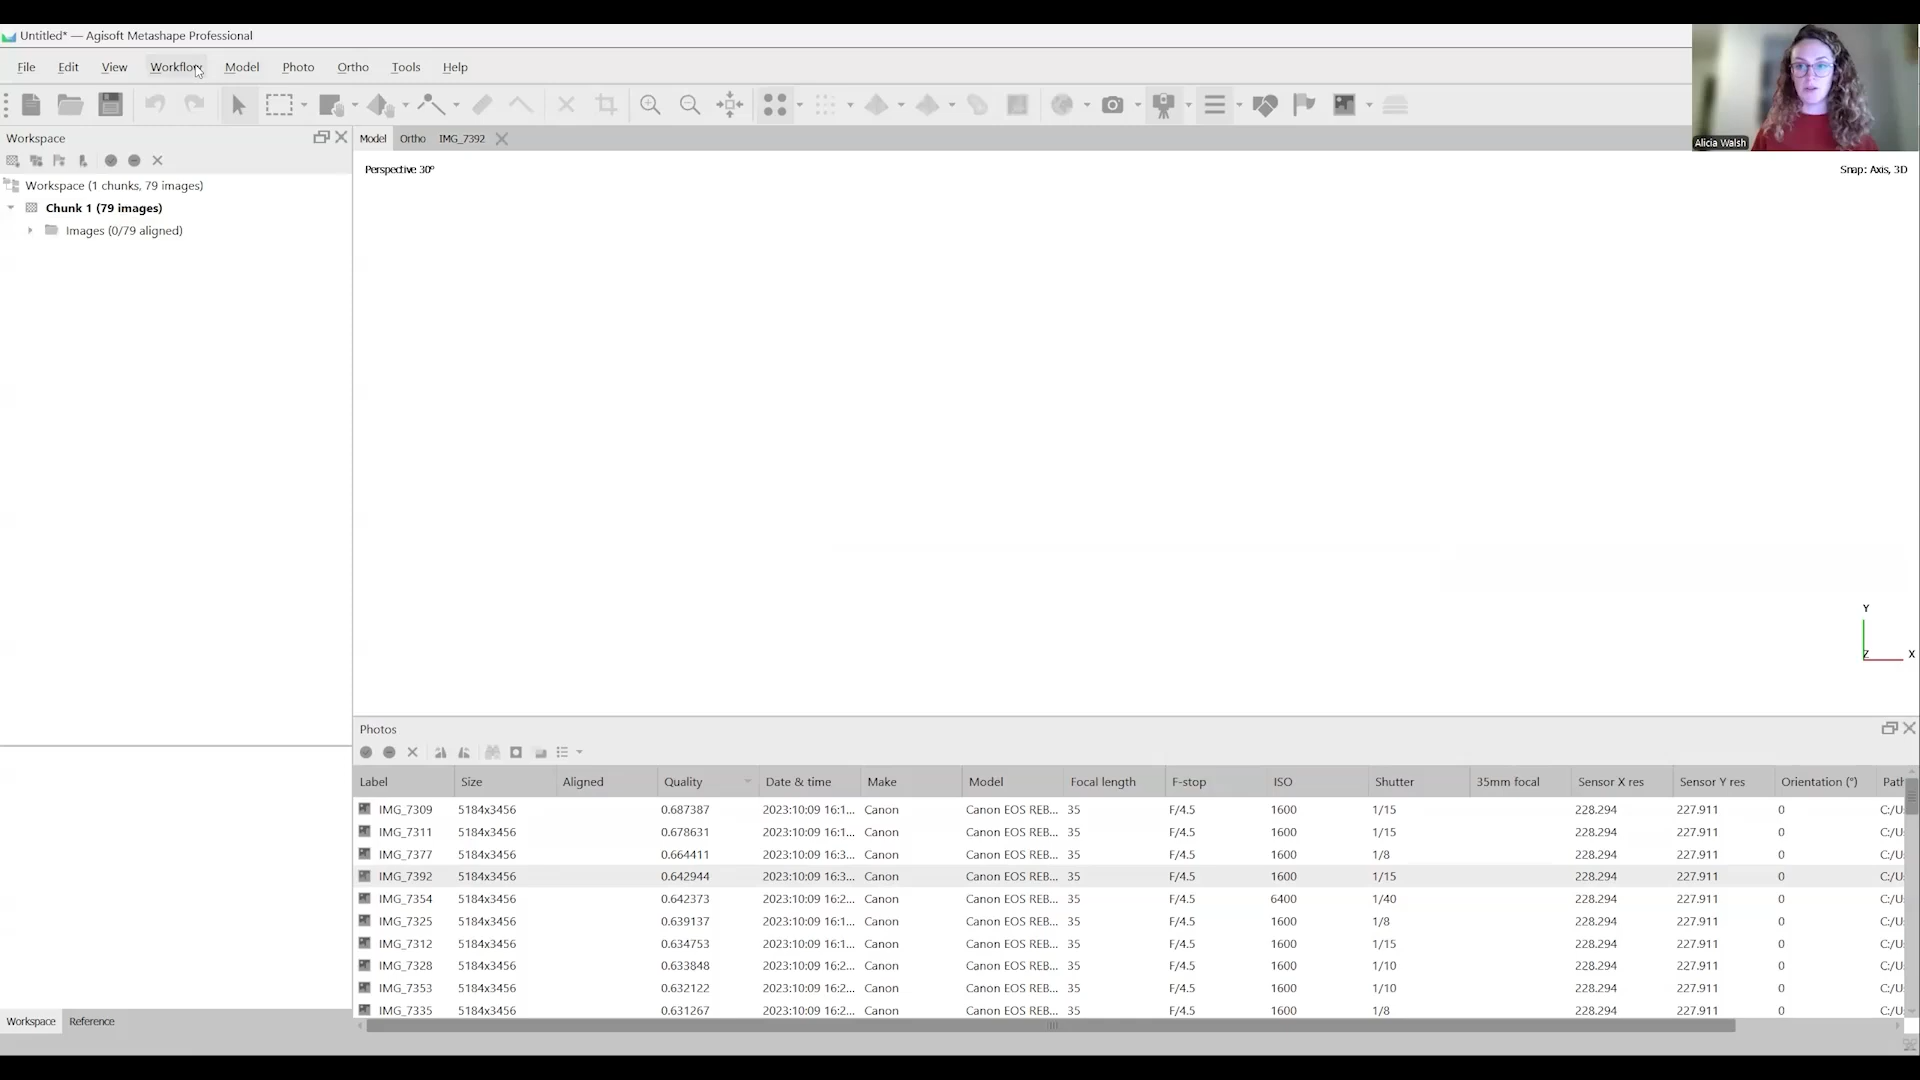 Untitled* — Agisoft Metashape Professional
File Edit View Workflow Model Photo Ortho Tools Help
Alicia Walsh
Workspace
Model Ortho IMG_7392
Perspective 30°
Snap: Axis, 3D
Workspace (1 chunks, 79 images)
Chunk 1 (79 images)
Images (0/79 aligned)
Y
Z X
Photos
Label Size Aligned Quality Date & time Make Model Focal length F-stop ISO Shutter 35mm focal Sensor X res Sensor Y res Orientation (°) Path
IMG_7309 5184x3456 0.687387 2023:10:09 16:1... Canon Canon EOS REB... 35 F/4.5 1600 1/15 228.294 227.911 0 C:/U
IMG_7311 5184x3456 0.678631 2023:10:09 16:1... Canon Canon EOS REB... 35 F/4.5 1600 1/15 228.294 227.911 0 C:/U
IMG_7377 5184x3456 0.664411 2023:10:09 16:3... Canon Canon EOS REB... 35 F/4.5 1600 1/8 228.294 227.911 0 C:/U
IMG_7392 5184x3456 0.642944 2023:10:09 16:3... Canon Canon EOS REB... 35 F/4.5 1600 1/15 228.294 227.911 0 C:/U
IMG_7354 5184x3456 0.642373 2023:10:09 16:2... Canon Canon EOS REB... 35 F/4.5 6400 1/40 228.294 227.911 0 C:/U
IMG_7325 5184x3456 0.639137 2023:10:09 16:1... Canon Canon EOS REB... 35 F/4.5 1600 1/8 228.294 227.911 0 C:/U
IMG_7312 5184x3456 0.634753 2023:10:09 16:1... Canon Canon EOS REB... 35 F/4.5 1600 1/15 228.294 227.911 0 C:/U
IMG_7328 5184x3456 0.633848 2023:10:09 16:2... Canon Canon EOS REB... 35 F/4.5 1600 1/10 228.294 227.911 0 C:/U
IMG_7353 5184x3456 0.632122 2023:10:09 16:2... Canon Canon EOS REB... 35 F/4.5 1600 1/10 228.294 227.911 0 C:/U
IMG_7335 5184x3456 0.631267 2023:10:09 16:2... Canon Canon EOS REB... 35 F/4.5 1600 1/8 228.294 227.911 0 C:/U
Workspace Reference